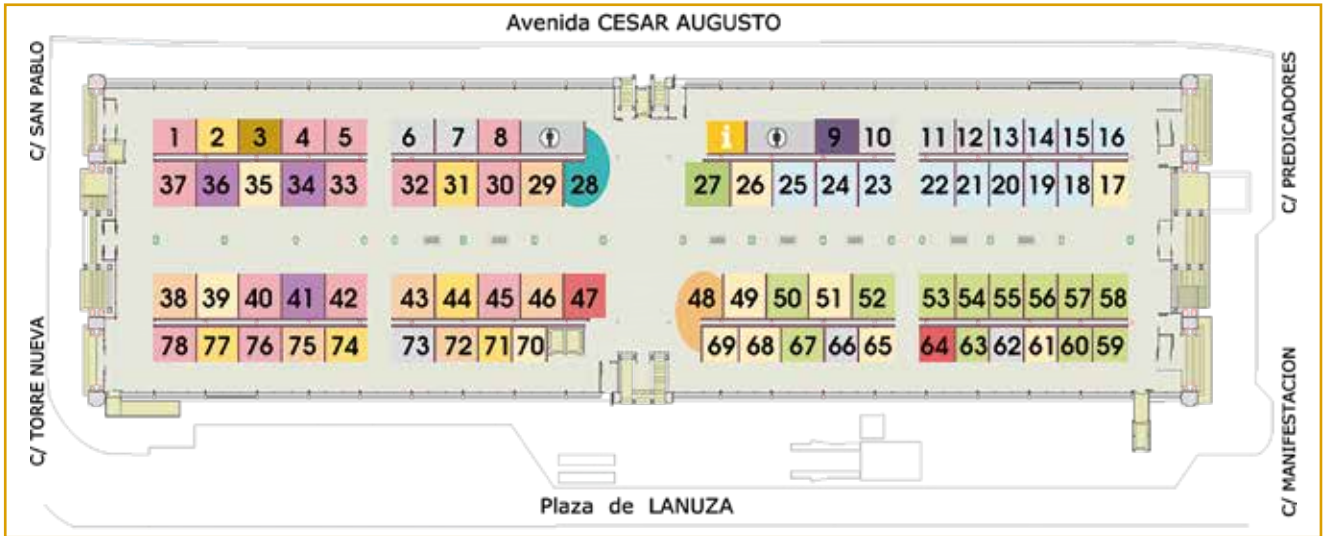 Avenida CESAR AUGUSTO
C/ SAN PABLO
C/ PREDICADORES
1 2 3 4 5 6 7 8 i 9 10 11 12 13 14 15 16
37 36 35 34 33 32 31 30 29 28 27 26 25 24 23 22 21 20 19 18 17
38 39 40 41 42 43 44 45 46 47 48 49 50 51 52 53 54 55 56 57 58
78 77 76 75 74 73 72 71 70 69 68 67 66 65 64 63 62 61 60 59
C/ TORRE NUEVA
C/ MANIFESTACION
Plaza de LANUZA